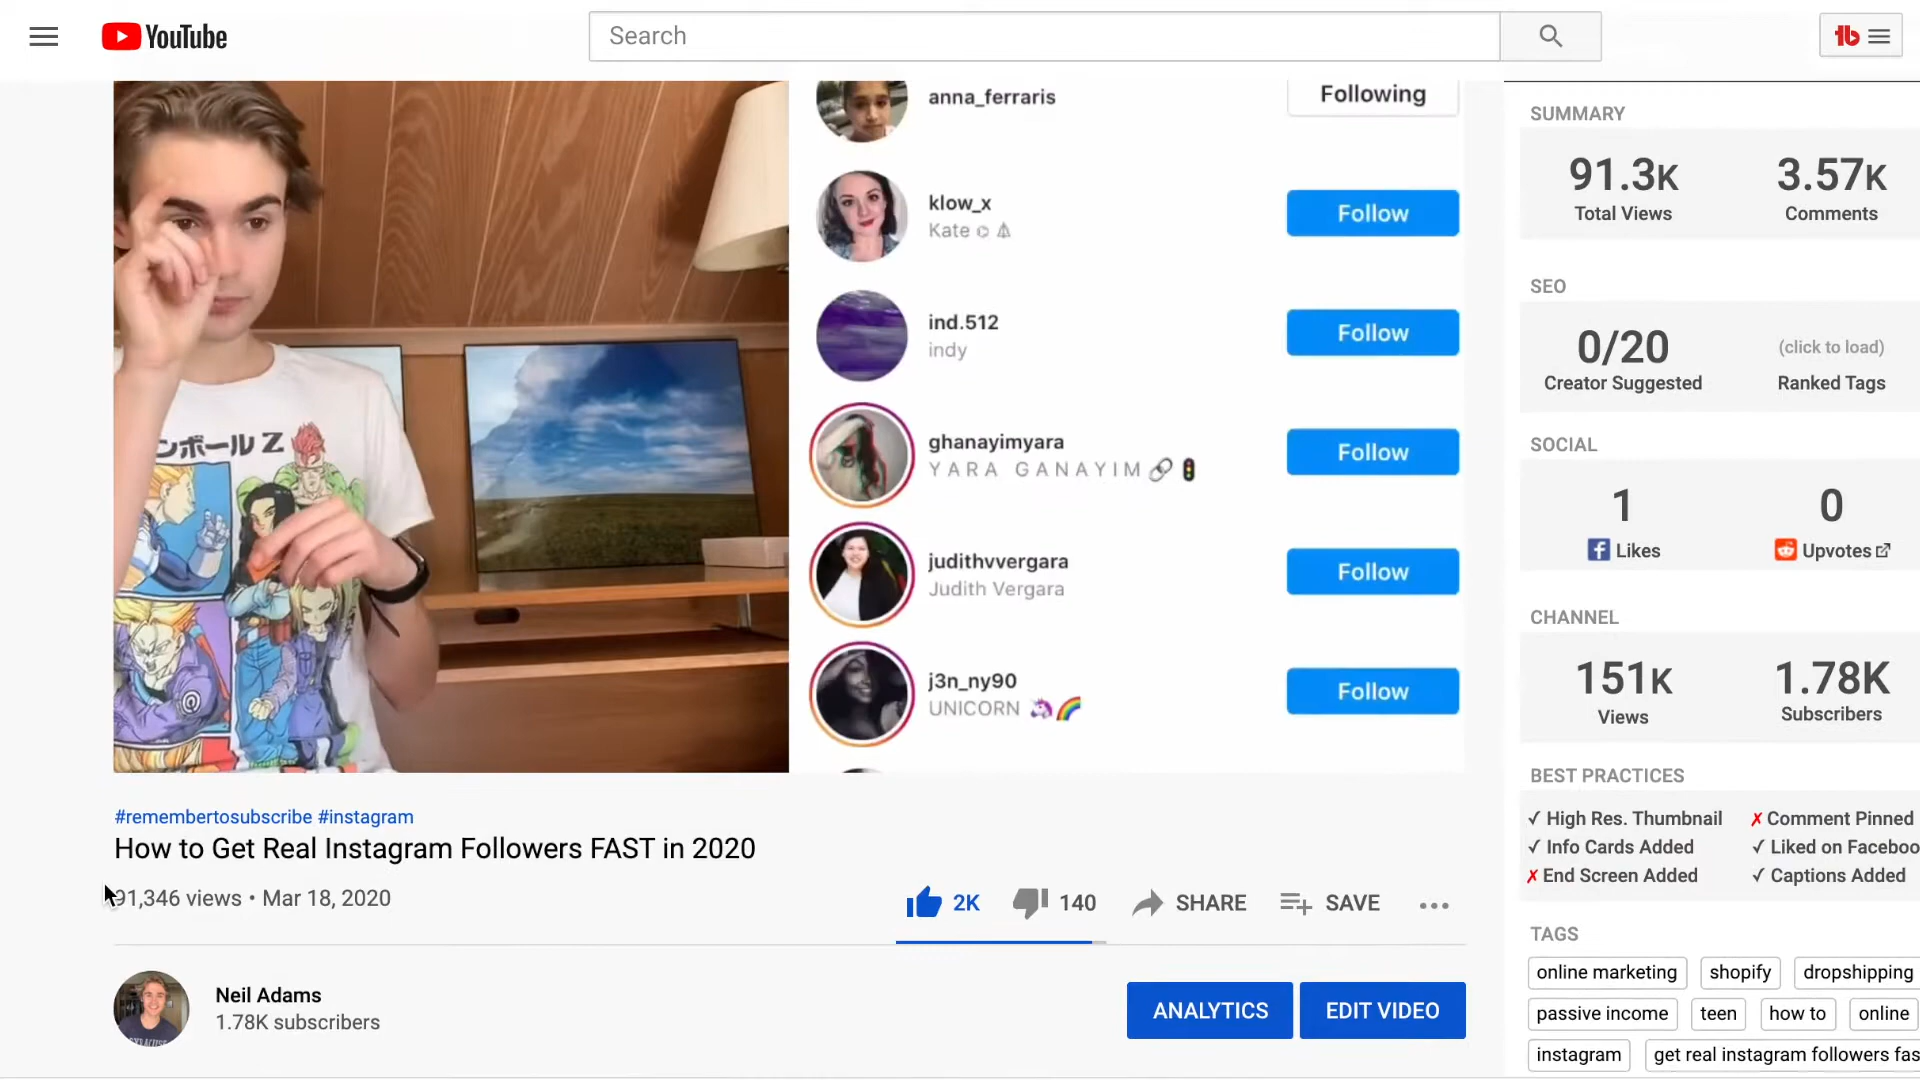 YouTube
Search
anna_ferraris
Following
klow_x
Kate
Follow
ind.512
indy
Follow
ghanayimyara
YARA GANAYIM
Follow
judithvvergara
Judith Vergara
Follow
j3n_ny90
UNICORN 🦄🌈
Follow
ンボール Z
#remembertosubscribe #instagram
How to Get Real Instagram Followers FAST in 2020
91,346 views • Mar 18, 2020
2K
140
SHARE
SAVE
Neil Adams
1.78K subscribers
ANALYTICS
EDIT VIDEO
SUMMARY
91.3K 3.57K
Total Views Comments
SEO
0/20 (click to load)
Creator Suggested Ranked Tags
SOCIAL
1 0
Likes Upvotes
CHANNEL
151K 1.78K
Views Subscribers
BEST PRACTICES
✓ High Res. Thumbnail ✗ Comment Pinned
✓ Info Cards Added ✓ Liked on Faceboo
✗ End Screen Added ✓ Captions Added
TAGS
online marketing shopify dropshipping
passive income teen how to online
instagram get real instagram followers fas